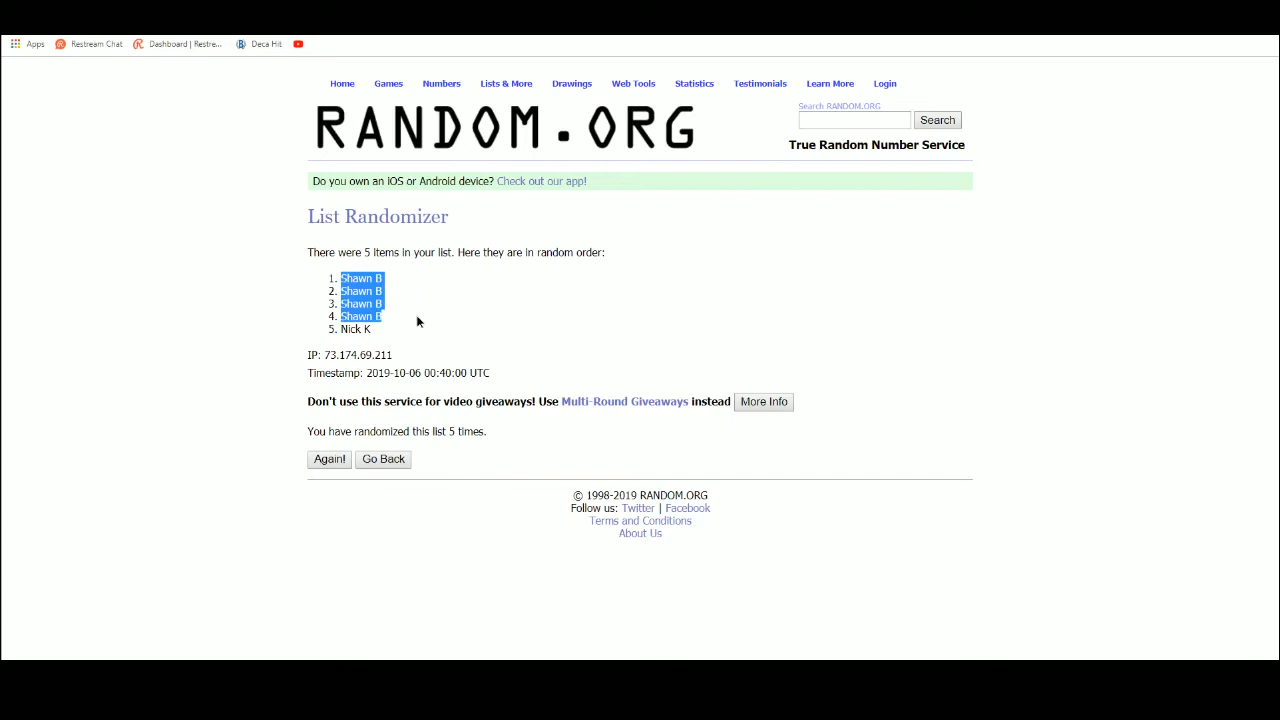 Apps Restream Chat Dashboard | Restre... Deca Hit
Home Games Numbers Lists & More Drawings Web Tools Statistics Testimonials Learn More Login
RANDOM.ORG
Search RANDOM.ORG
Search
True Random Number Service
Do you own an iOS or Android device? Check out our app!
List Randomizer
There were 5 items in your list. Here they are in random order:
1. Shawn B
2. Shawn B
3. Shawn B
4. Shawn B
5. Nick K
IP: 73.174.69.211
Timestamp: 2019-10-06 00:40:00 UTC
Don't use this service for video giveaways! Use Multi-Round Giveaways instead More Info
You have randomized this list 5 times.
Again! Go Back
© 1998-2019 RANDOM.ORG
Follow us: Twitter | Facebook
Terms and Conditions
About Us